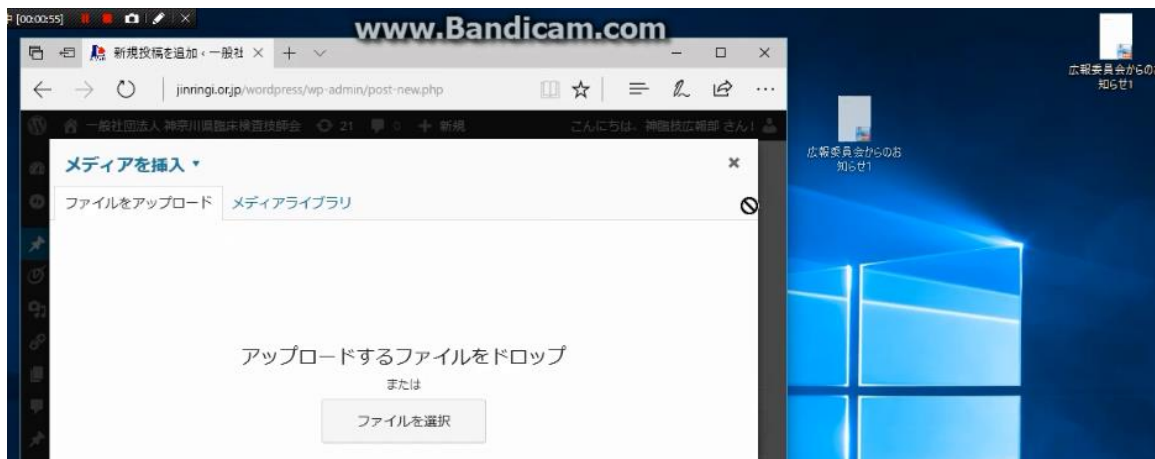 [00:00:55]
www.Bandicam.com
新規投稿を追加 ‹ 一般社
jinringi.or.jp/wordpress/wp-admin/post-new.php
一般社団法人 神奈川県臨床検査技師会 21 0 新規 こんにちは、神臨技広報部 さん!
メディアを挿入
ファイルをアップロード メディアライブラリ
アップロードするファイルをドロップ
または
ファイルを選択
広報委員会からのお
知らせ1
広報委員会からのお
知らせ1